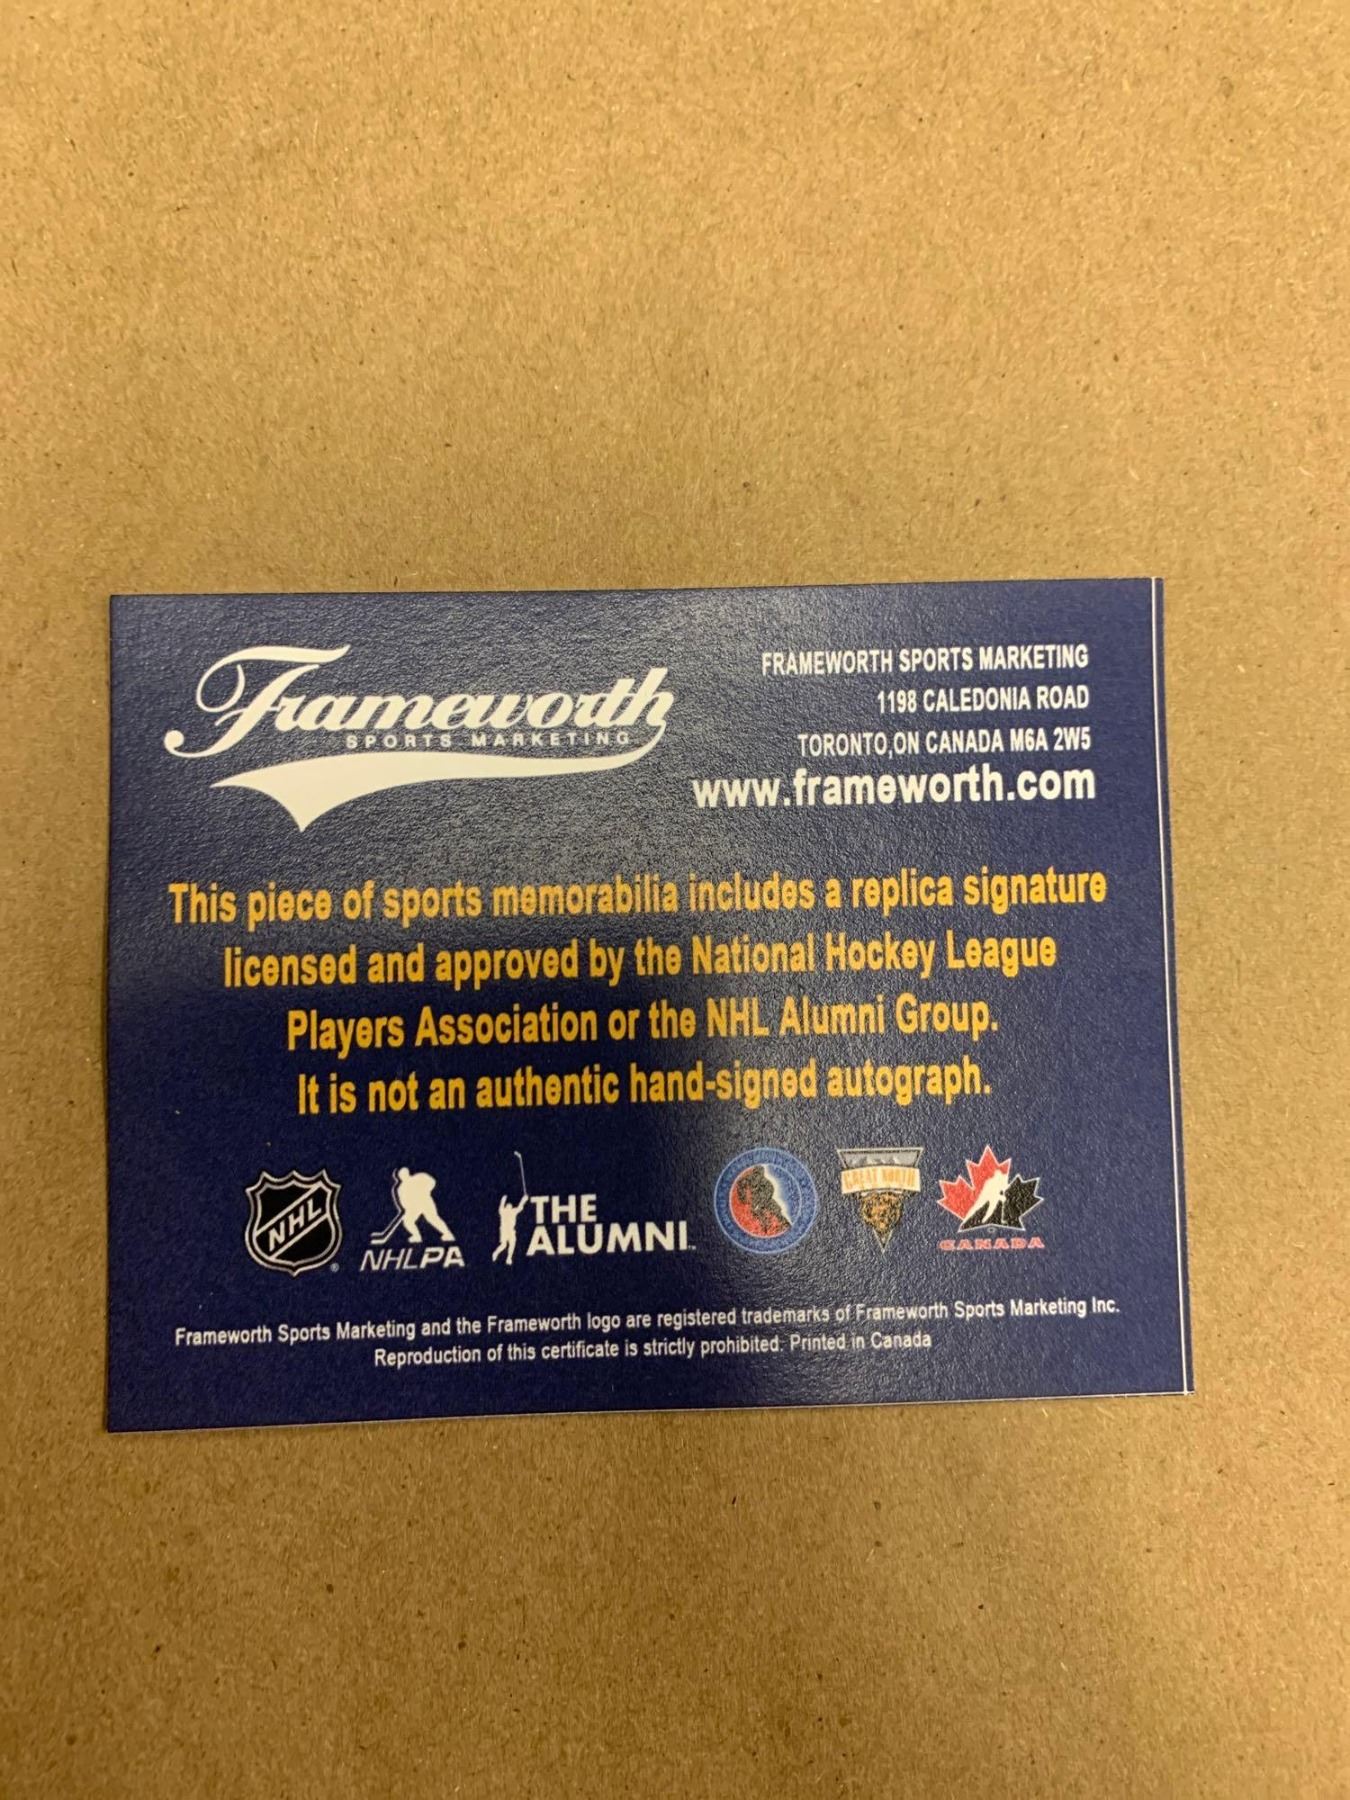 Frameworth
SPORTS MARKETING
FRAMEWORTH SPORTS MARKETING
1198 CALEDONIA ROAD
TORONTO,ON CANADA M6A 2W5
www.frameworth.com
This piece of sports memorabilia includes a replica signature
licensed and approved by the National Hockey League
Players Association or the NHL Alumni Group.
It is not an authentic hand-signed autograph.
NHL
NHLPA
THE
ALUMNI
GREAT NORTH
CANADA
Frameworth Sports Marketing and the Frameworth logo are registered trademarks of Frameworth Sports Marketing Inc.
Reproduction of this certificate is strictly prohibited. Printed in Canada